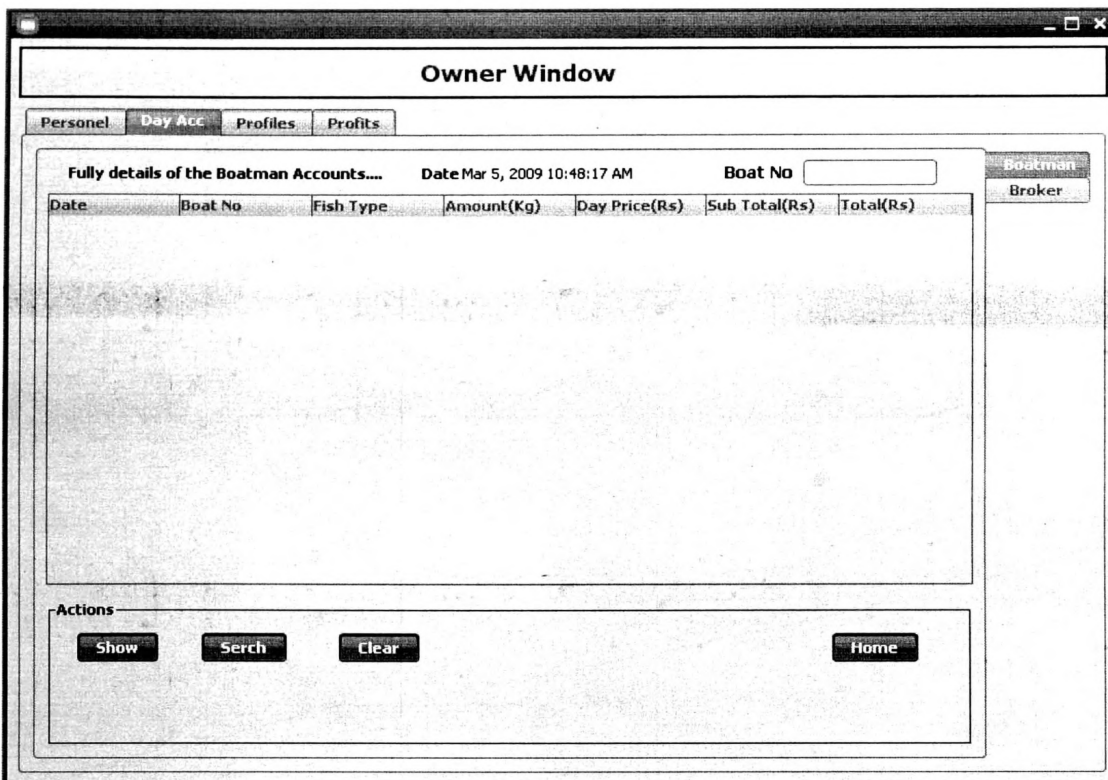 Owner Window
Personel Day Acc Profiles Profits
Fully details of the Boatman Accounts.... Date Mar 5, 2009 10:48:17 AM Boat No
Boatman
Broker
Date Boat No Fish Type Amount(Kg) Day Price(Rs) Sub Total(Rs) Total(Rs)
Actions
Show Serch Clear Home